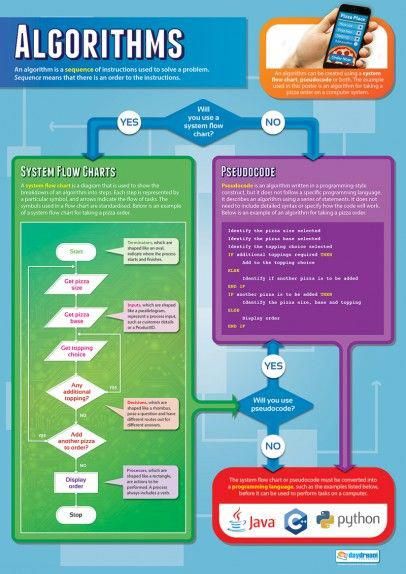 ALGORITHMS
An algorithm is a sequence of instructions used to solve a problem.
Sequence means that there is an order to the instructions.
Pizza Place
Order Now
An algorithm can be created using a system
flow chart, pseudocode or both. The example
used in this poster is an algorithm for taking a
pizza order on a computer system.
YES
Will
you use a
system flow
chart?
NO
SYSTEM FLOW CHARTS
A system flow chart is a diagram that is used to show the
breakdown of an algorithm into steps. Each step is represented by
a particular symbol, and arrows indicate the flow of tasks. The
symbols used in a flow chart are standardised. Below is an example
of a system flow chart for taking a pizza order.
Start
Terminators, which are
shaped like an oval,
indicate where the process
starts and finishes.
Get pizza
size
Get pizza
base
Inputs, which are shaped
like a parallelogram,
represent a process input,
such as customer details
or a ProductID.
Get topping
choice
YES
Any
additional
topping?
YES
Decisions, which are
shaped like a rhombus,
pose a question and have
different routes out for
different answers.
NO
Add
another pizza
to order?
NO
Processes, which are
shaped like a rectangle,
are actions to be
performed. A process
always includes a verb.
Display
order
Stop
PSEUDOCODE
Pseudocode is an algorithm written in a programming-style
construct, but it does not follow a specific programming language.
It describes an algorithm using a series of statements. It does not
need to include detailed syntax or specify how the code will work.
Below is an example of an algorithm for taking a pizza order.
Identify the pizza size selected
Identify the pizza base selected
Identify the topping choice selected
IF additional toppings required THEN
Add to the topping choice
ELSE
Identify if another pizza is to be added
END IF
IF another pizza is to be added THEN
Identify the pizza size, base and topping
ELSE
Display order
END IF
YES
Will you use
pseudocode?
NO
The system flow chart or pseudocode must be converted into
a programming language, such as the examples listed below,
before it can be used to perform tasks on a computer.
Java
C++
python
daydream